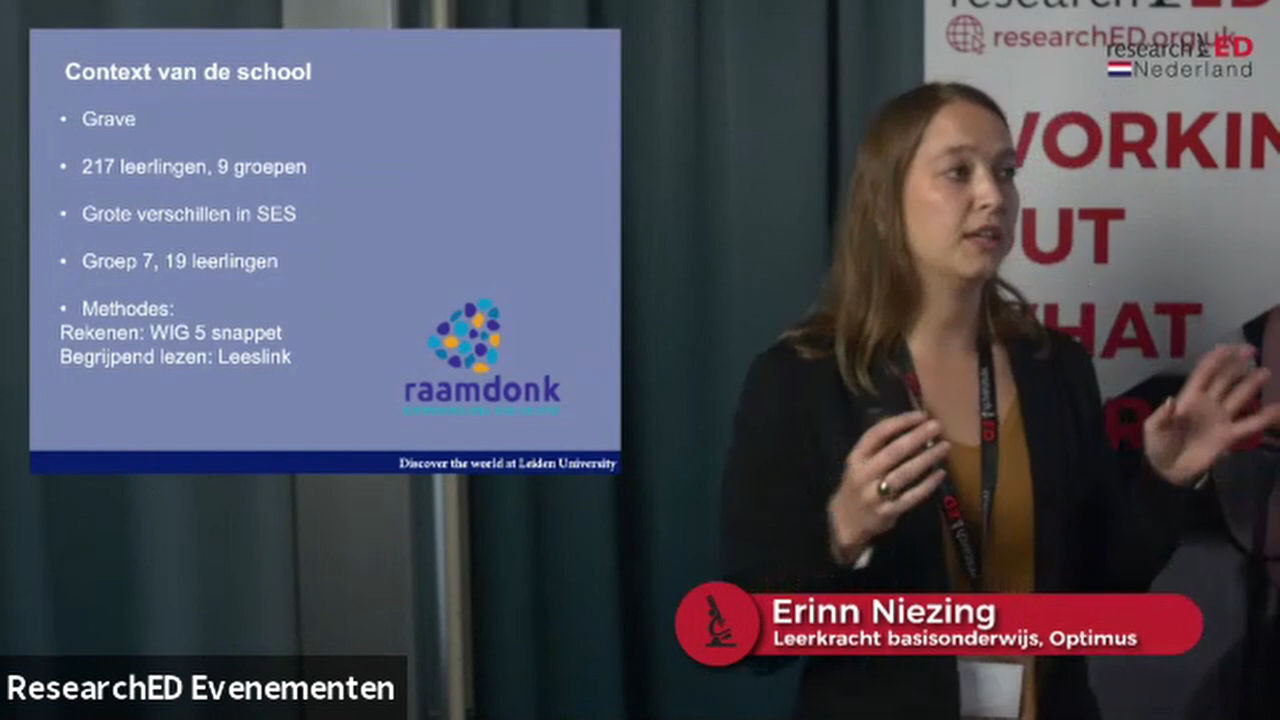 Context van de school
• Grave
• 217 leerlingen, 9 groepen
• Grote verschillen in SES
• Groep 7, 19 leerlingen
• Methodes:
Rekenen: WIG 5 snappet
Begrijpend lezen: Leeslink
raamdonk
Discover the world at Leiden University
researchED.org.uk
researchED
Nederland
WORKIN
UT
HAT
Erinn Niezing
Leerkracht basisonderwijs, Optimus
ResearchED Evenementen